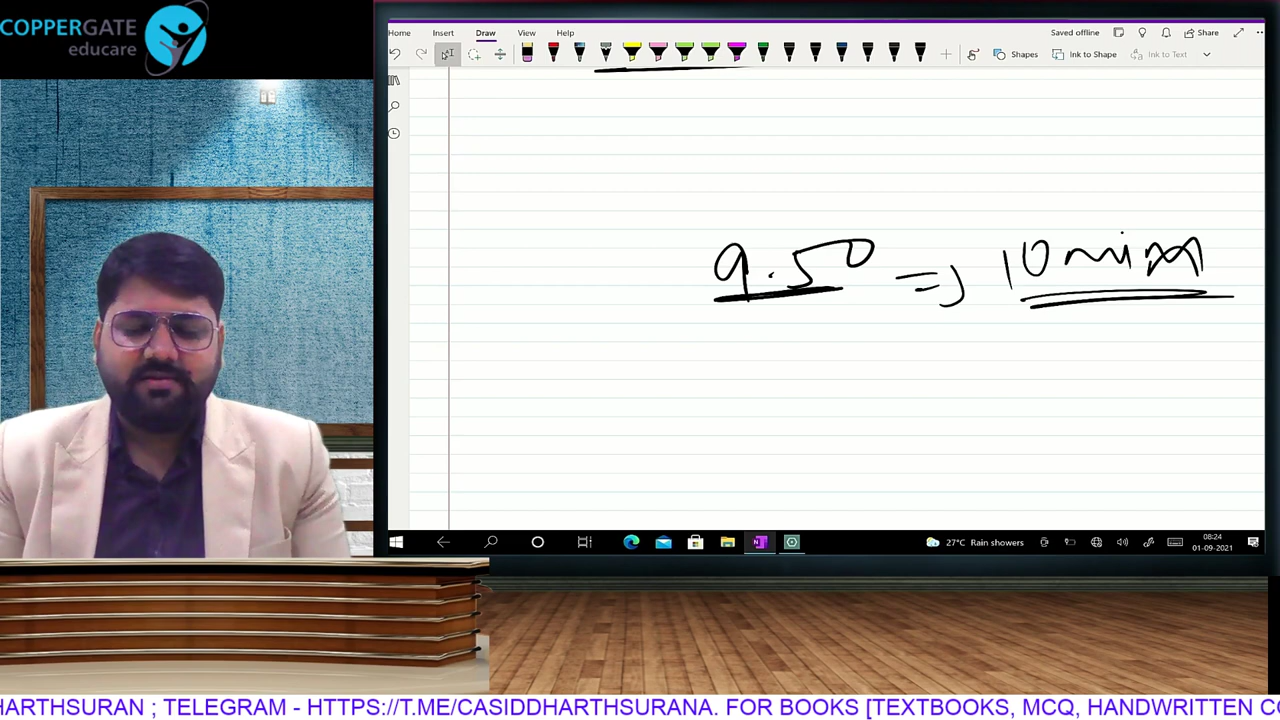 COPPERGATE
educare
Home Insert Draw View Help
Saved offline
Share
Shapes
Ink to Shape
Ink to Text
9.50 => 10 min
27°C Rain showers
08:24
01-09-2021
HARTHSURAN ; TELEGRAM - HTTPS://T.ME/CASIDDHARTHSURANA. FOR BOOKS [TEXTBOOKS, MCQ, HANDWRITTEN CO